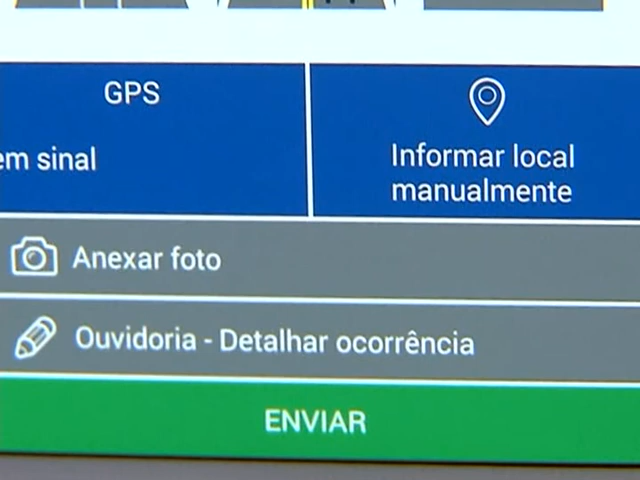 GPS
em sinal
Informar local
manualmente
Anexar foto
Ouvidoria - Detalhar ocorrência
ENVIAR